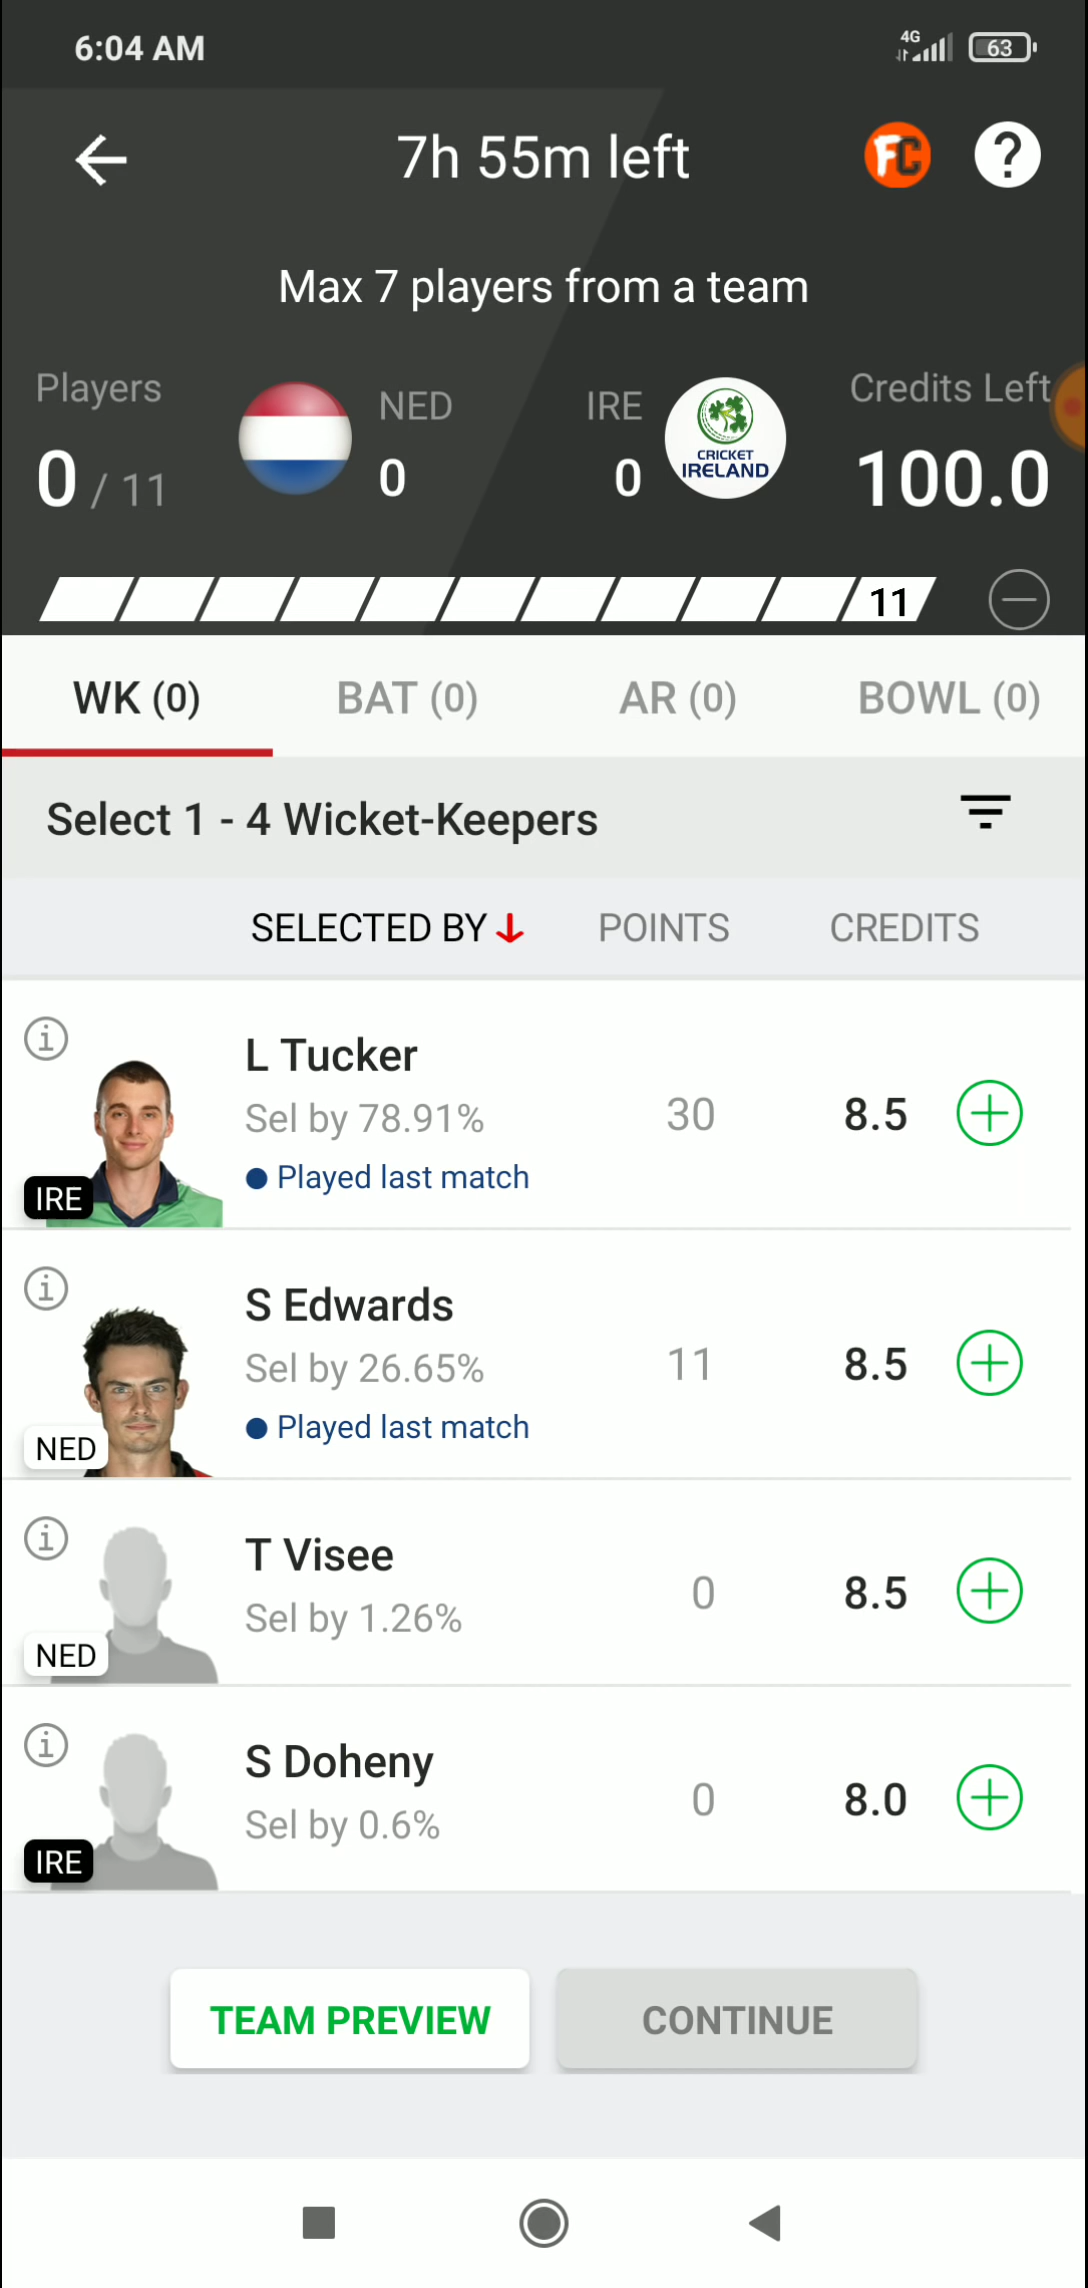 6:04 AM
4G
63
7h 55m left
FC
?
Max 7 players from a team
Players
NED
IRE
Credits Left
0 / 11
0
0
CRICKET
IRELAND
100.0
11
WK (0)
BAT (0)
AR (0)
BOWL (0)
Select 1 - 4 Wicket-Keepers
SELECTED BY
POINTS
CREDITS
L Tucker
Sel by 78.91%
30
8.5
Played last match
IRE
S Edwards
Sel by 26.65%
11
8.5
Played last match
NED
T Visee
Sel by 1.26%
0
8.5
NED
S Doheny
Sel by 0.6%
0
8.0
IRE
TEAM PREVIEW
CONTINUE